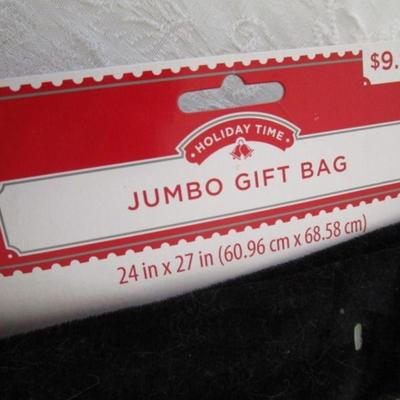 $9.
HOLIDAY TIME
JUMBO GIFT BAG
24 in x 27 in (60.96 cm x 68.58 cm)